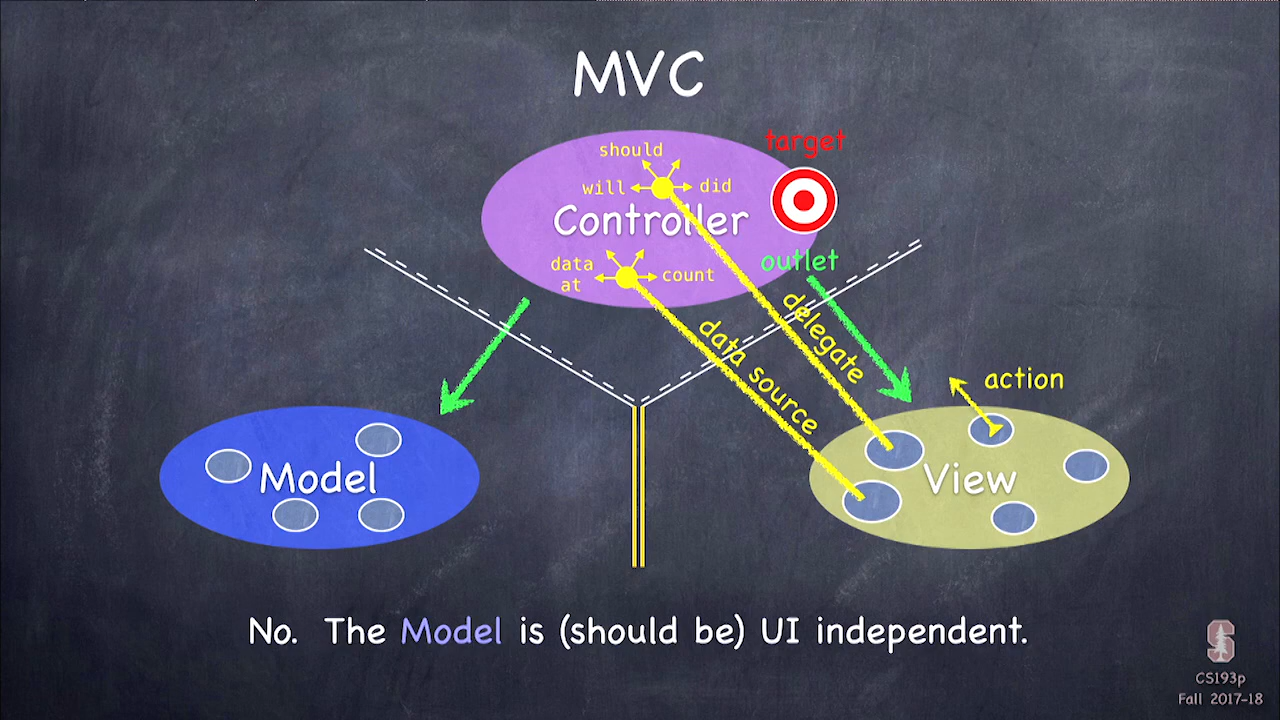 MVC
target
should
will
did
Controller
outlet
data
at
count
delegate
data source
action
Model
View
No. The Model is (should be) UI independent.
S
CS193p
Fall 2017-18